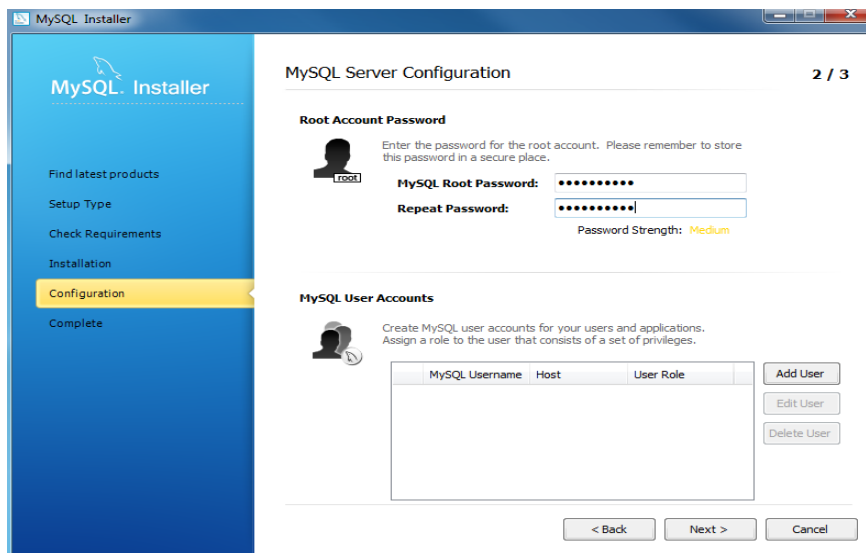 MySQL Installer
MySQL. Installer
Find latest products
Setup Type
Check Requirements
Installation
Configuration
Complete
MySQL Server Configuration
2 / 3
Root Account Password
root
Enter the password for the root account. Please remember to store
this password in a secure place.
MySQL Root Password: ••••••••••
Repeat Password: ••••••••••
Password Strength: Medium
MySQL User Accounts
Create MySQL user accounts for your users and applications.
Assign a role to the user that consists of a set of privileges.
MySQL Username Host User Role
Add User
Edit User
Delete User
< Back Next > Cancel